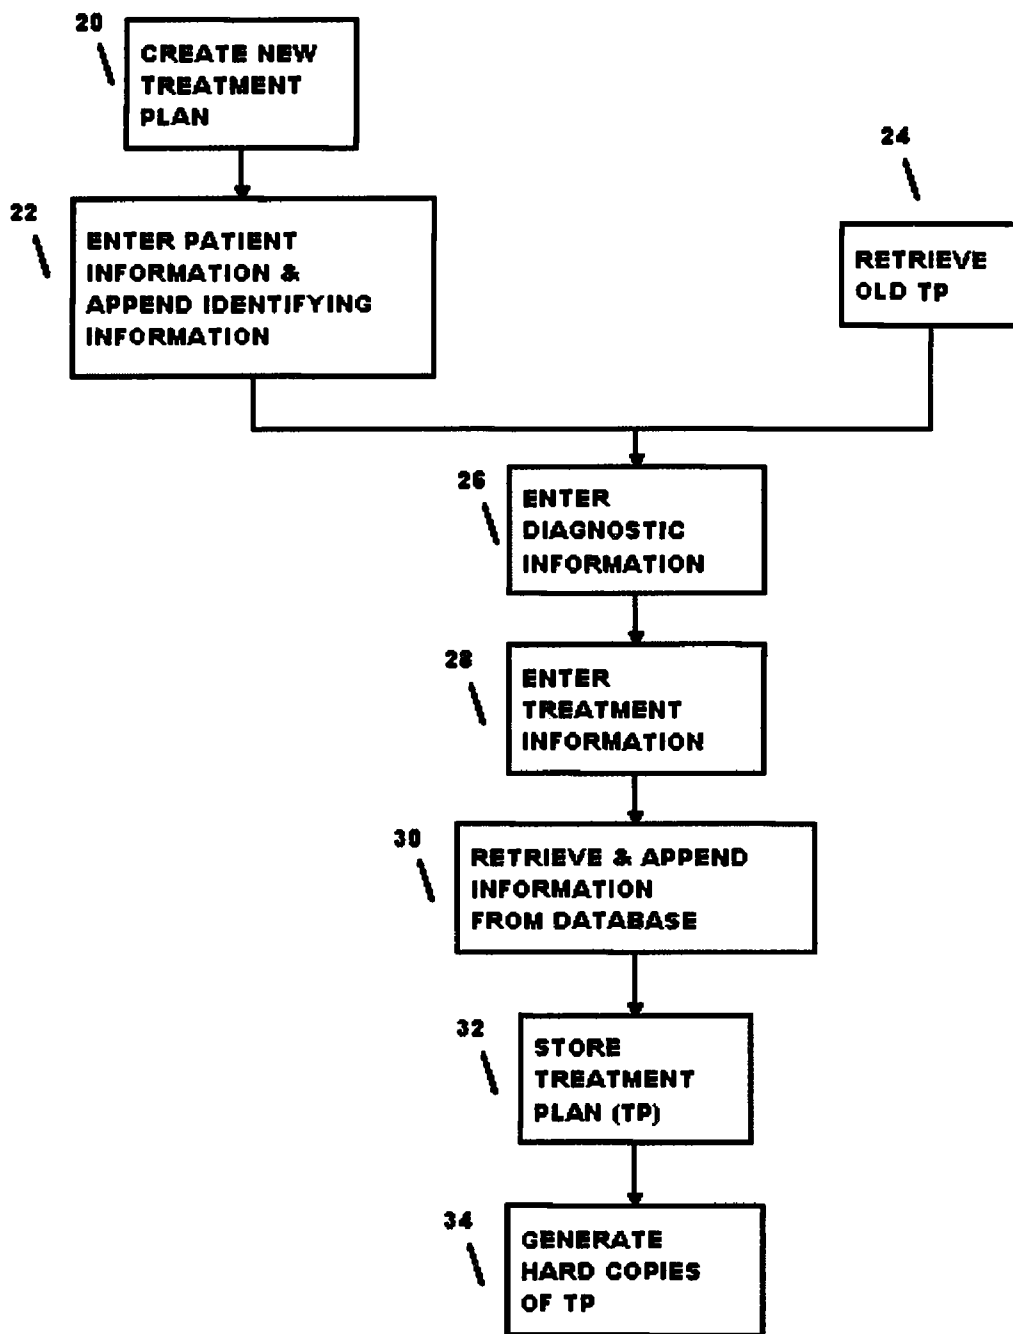 20
CREATE NEW
TREATMENT
PLAN
24
22
ENTER PATIENT
INFORMATION &
APPEND IDENTIFYING
INFORMATION
RETRIEVE
OLD TP
26
ENTER
DIAGNOSTIC
INFORMATION
28
ENTER
TREATMENT
INFORMATION
30
RETRIEVE & APPEND
INFORMATION
FROM DATABASE
32
STORE
TREATMENT
PLAN (TP)
34
GENERATE
HARD COPIES
OF TP